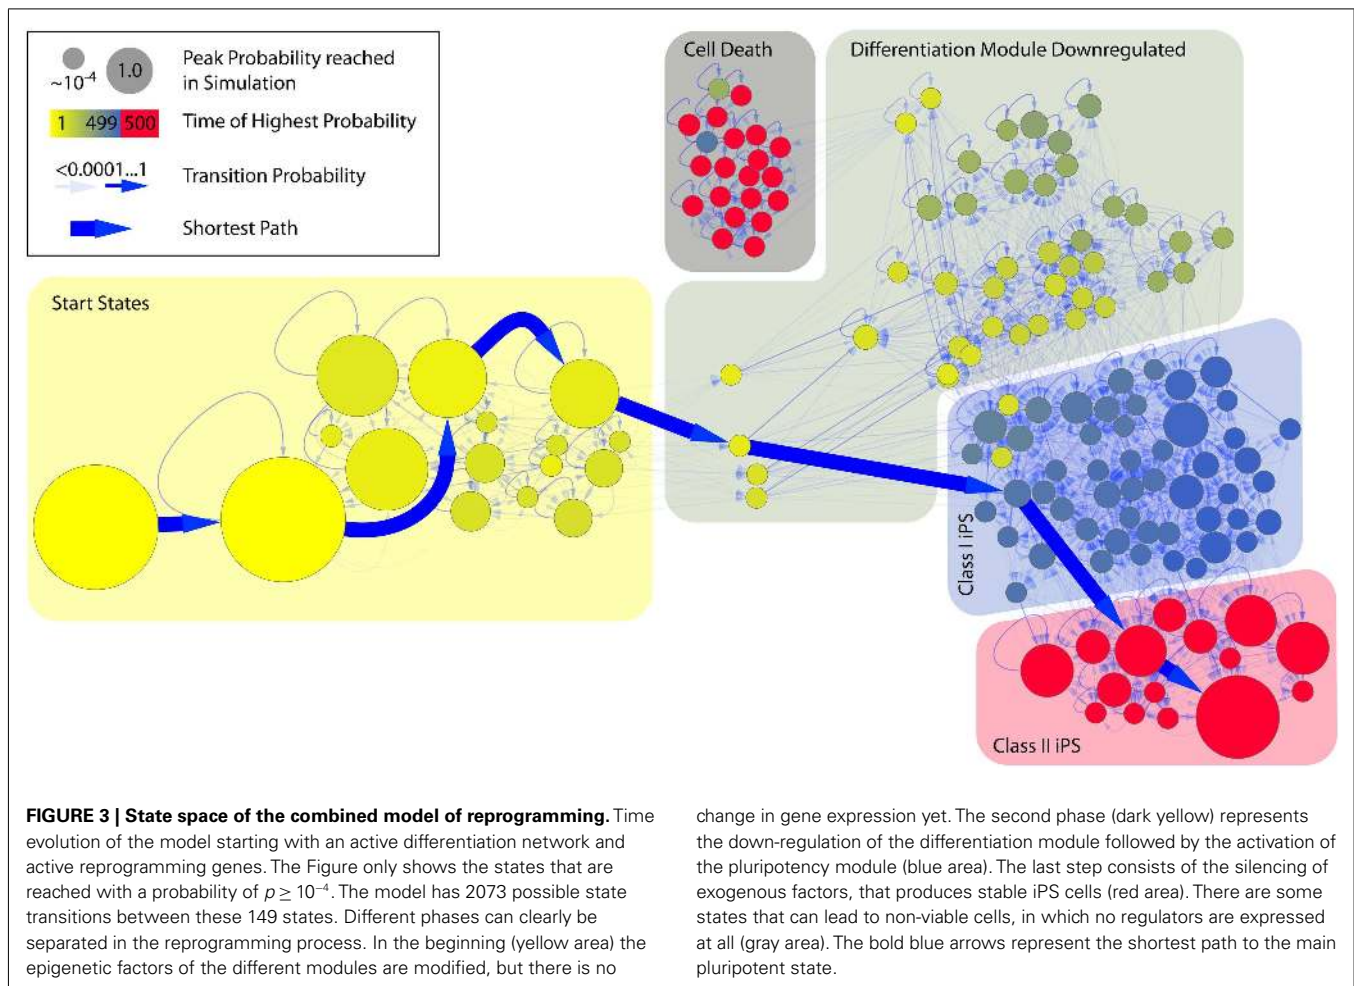 Peak Probability reached
in Simulation
~10⁻⁴
1.0
1 499 500
Time of Highest Probability
<0.0001...1
Transition Probability
Shortest Path
Cell Death
Differentiation Module Downregulated
Start States
Class I iPS
Class II iPS
FIGURE 3 | State space of the combined model of reprogramming. Time
evolution of the model starting with an active differentiation network and
active reprogramming genes. The Figure only shows the states that are
reached with a probability of p ≥ 10⁻⁴. The model has 2073 possible state
transitions between these 149 states. Different phases can clearly be
separated in the reprogramming process. In the beginning (yellow area) the
epigenetic factors of the different modules are modified, but there is no
change in gene expression yet. The second phase (dark yellow) represents
the down-regulation of the differentiation module followed by the activation of
the pluripotency module (blue area). The last step consists of the silencing of
exogenous factors, that produces stable iPS cells (red area). There are some
states that can lead to non-viable cells, in which no regulators are expressed
at all (gray area). The bold blue arrows represent the shortest path to the main
pluripotent state.